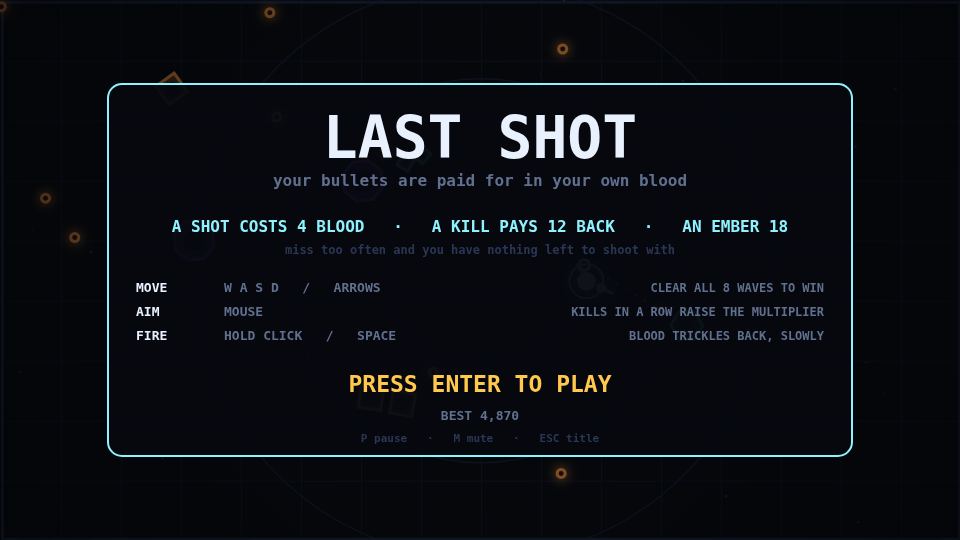 LAST SHOT
your bullets are paid for in your own blood
A SHOT COSTS 4 BLOOD · A KILL PAYS 12 BACK · AN EMBER 18
miss too often and you have nothing left to shoot with
MOVE W A S D / ARROWS CLEAR ALL 8 WAVES TO WIN
AIM MOUSE KILLS IN A ROW RAISE THE MULTIPLIER
FIRE HOLD CLICK / SPACE BLOOD TRICKLES BACK, SLOWLY
PRESS ENTER TO PLAY
BEST 4,870
P pause · M mute · ESC title